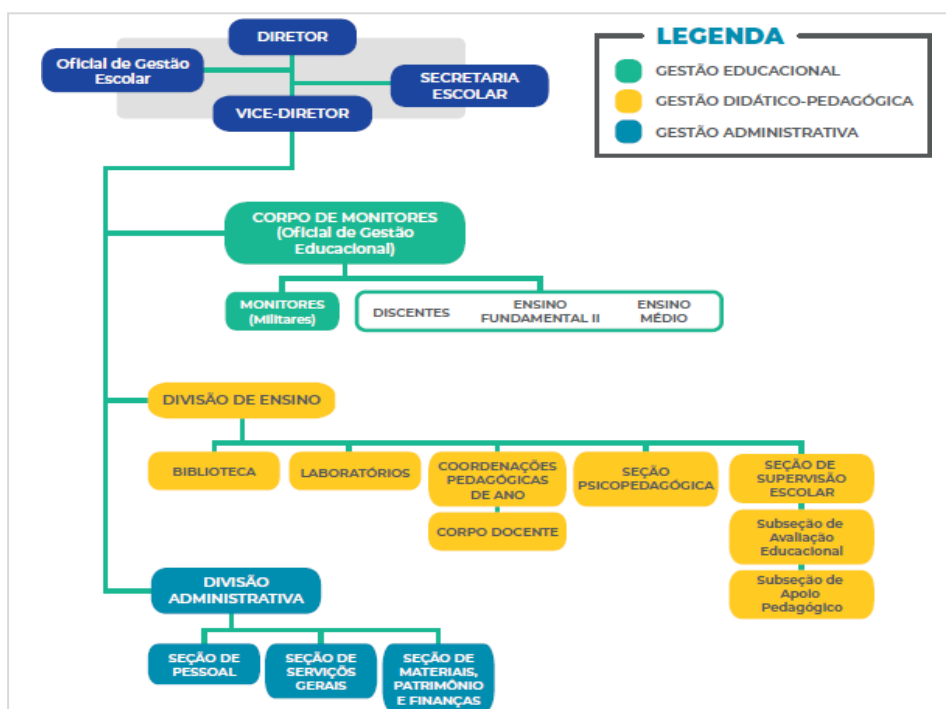 DIRETOR
Oficial de Gestão
Escolar
SECRETARIA
ESCOLAR
VICE-DIRETOR
LEGENDA
GESTÃO EDUCACIONAL
GESTÃO DIDÁTICO-PEDAGÓGICA
GESTÃO ADMINISTRATIVA
CORPO DE MONITORES
(Oficial de Gestão
Educacional)
MONITORES
(Militares)
DISCENTES
ENSINO
FUNDAMENTAL II
ENSINO
MÉDIO
DIVISÃO DE ENSINO
BIBLIOTECA
LABORATÓRIOS
COORDENAÇÕES
PEDAGÓGICAS
DE ANO
SEÇÃO
PSICOPEDAGÓGICA
SEÇÃO DE
SUPERVISÃO
ESCOLAR
CORPO DOCENTE
Subseção de
Avaliação
Educacional
Subseção de
Apoio
Pedagógico
DIVISÃO
ADMINISTRATIVA
SEÇÃO DE
PESSOAL
SEÇÃO DE
SERVIÇÕS
GERAIS
SEÇÃO DE
MATERIAIS,
PATRIMÔNIO
E FINANÇAS